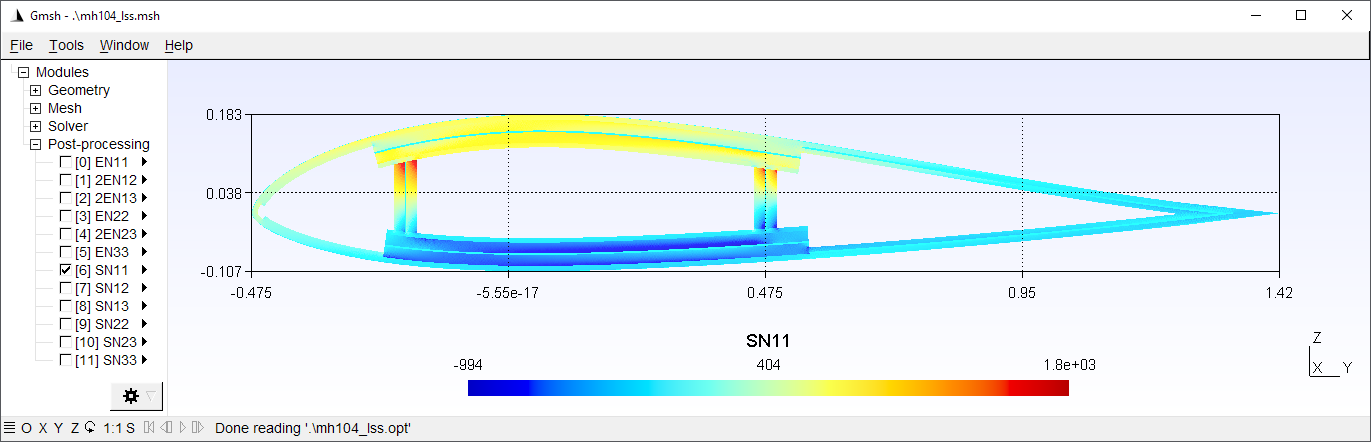 Gmsh - .\mh104_lss.msh
File Tools Window Help
Modules
Geometry
Mesh
Solver
Post-processing
[0] EN11
[1] 2EN12
[2] 2EN13
[3] EN22
[4] 2EN23
[5] EN33
[6] SN11
[7] SN12
[8] SN13
[9] SN22
[10] SN23
[11] SN33
0.183
0.038
-0.107
-0.475 -5.55e-17 0.475 0.95 1.42
SN11
-994 404 1.8e+03
Z
X Y
O X Y Z 1:1 S Done reading '.\mh104_lss.opt'